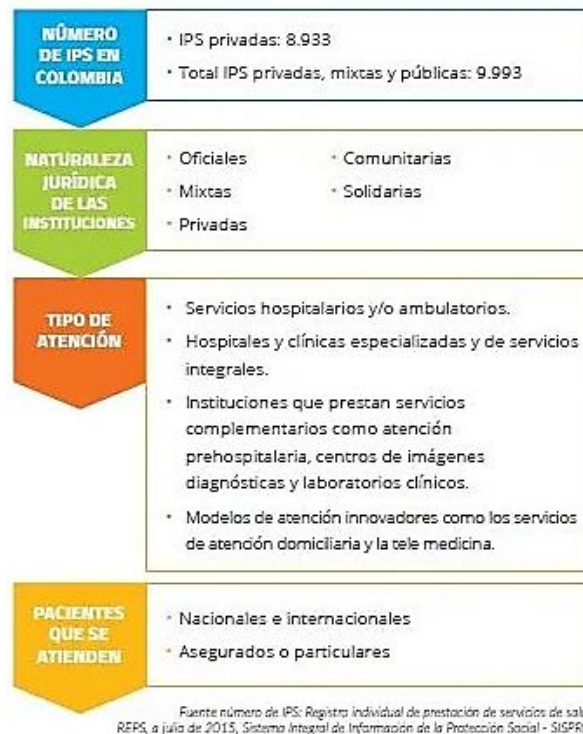 NÚMERO
DE IPS EN
COLOMBIA
• IPS privadas: 8.933
• Total IPS privadas, mixtas y públicas: 9.993
NATURALEZA
JURÍDICA
DE LAS
INSTITUCIONES
• Oficiales
• Mixtas
• Privadas
• Comunitarias
• Solidarias
TIPO DE
ATENCIÓN
• Servicios hospitalarios y/o ambulatorios.
• Hospitales y clínicas especializadas y de servicios
integrales.
• Instituciones que prestan servicios
complementarios como atención
prehospitalaria, centros de imágenes
diagnósticas y laboratorios clínicos.
• Modelos de atención innovadores como los servicios
de atención domiciliaria y la tele medicina.
PACIENTES
QUE SE
ATIENDEN
• Nacionales e internacionales
• Asegurados o particulares
Fuente número de IPS: Registro individual de prestación de servicios de
REPS, a julio de 2015, Sistema Integral de Información de la Protección Social -